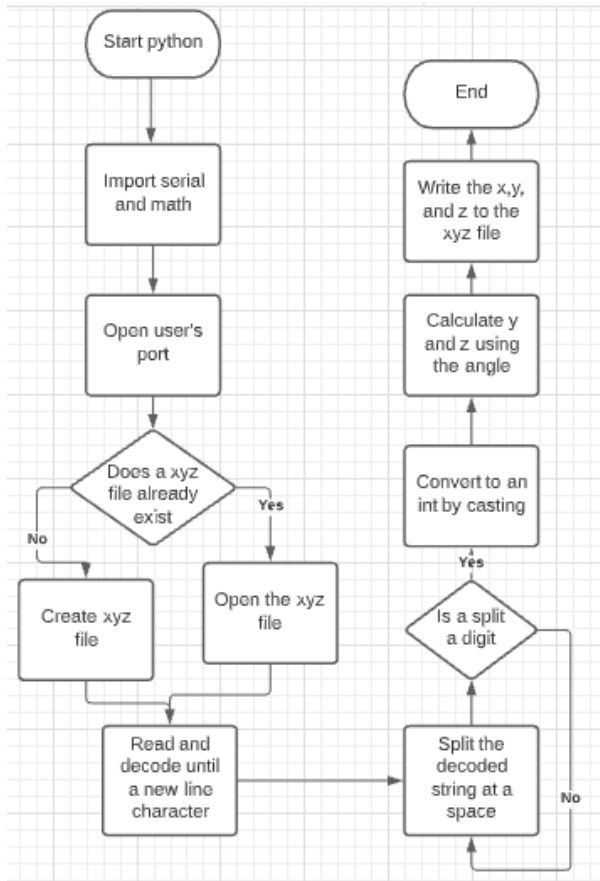 Start python
Import serial
and math
Open user's
port
Does a xyz
file already
exist
No
Yes
Create xyz
file
Open the xyz
file
Read and
decode until
a new line
character
Split the
decoded
string at a
space
Is a split
a digit
No
Yes
Convert to an
int by casting
Calculate y
and z using
the angle
Write the x,y,
and z to the
xyz file
End